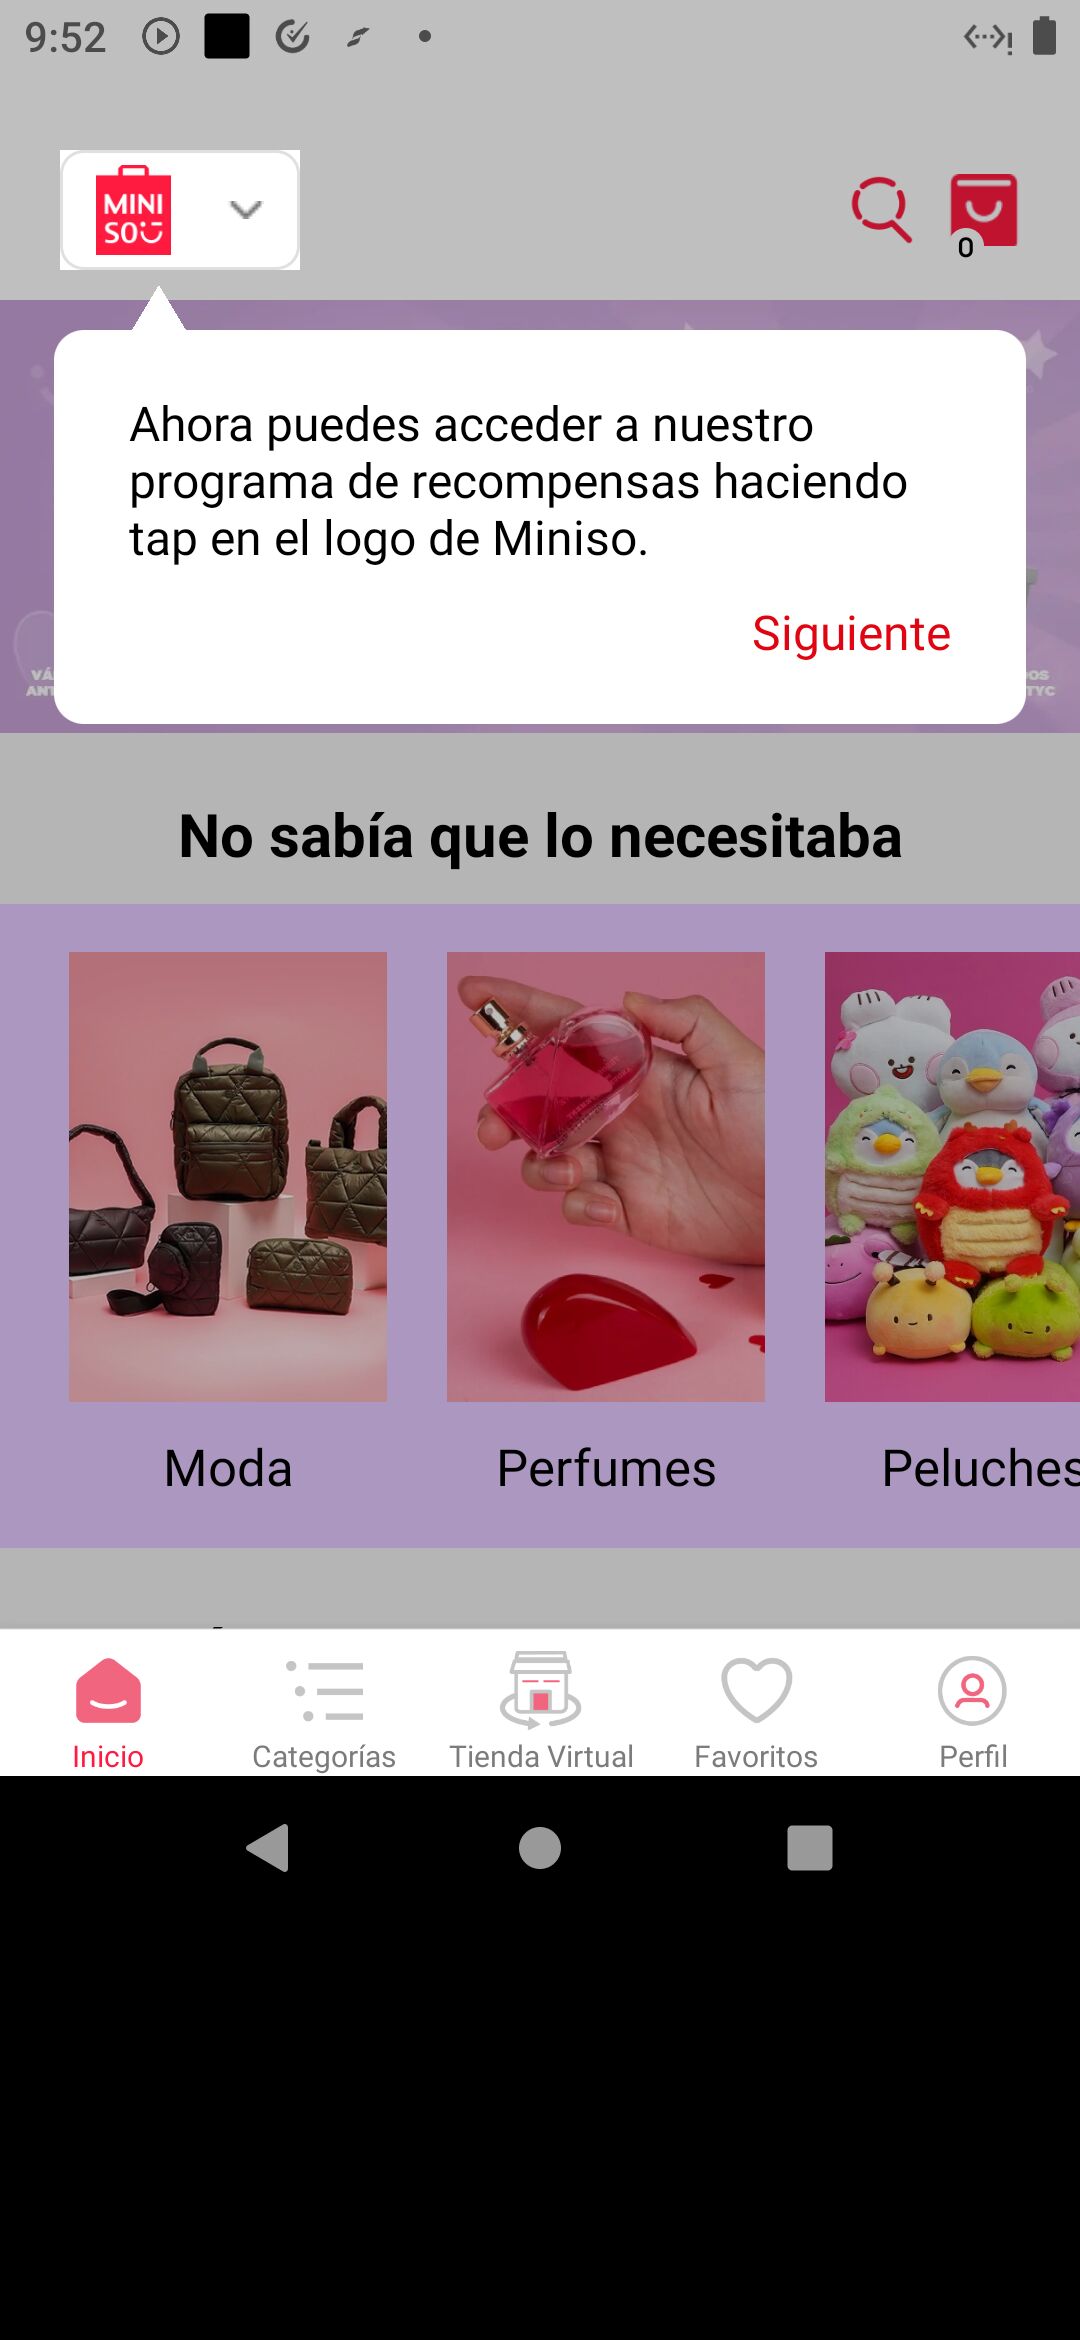 9:52
MINI
SO
0
Ahora puedes acceder a nuestro
programa de recompensas haciendo
tap en el logo de Miniso.
Siguiente
No sabía que lo necesitaba
Moda
Perfumes
Peluches
Inicio
Categorías
Tienda Virtual
Favoritos
Perfil